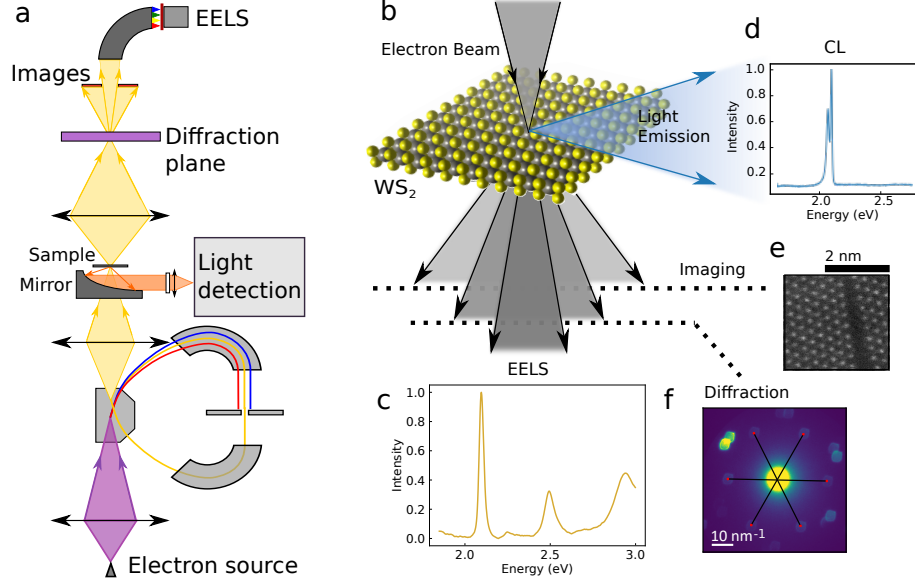 a
EELS
Images
Diffraction
plane
Sample
Mirror
Light
detection
Electron source
b
Electron Beam
Light
Emission
WS₂
Imaging
EELS
c
Intensity
1.0
0.8
0.6
0.4
0.2
0.0
2.0
2.5
3.0
Energy (eV)
d
CL
Intensity
1.0
0.8
0.6
0.4
0.2
2.0
2.5
Energy (eV)
e
2 nm
f
Diffraction
10 nm⁻¹